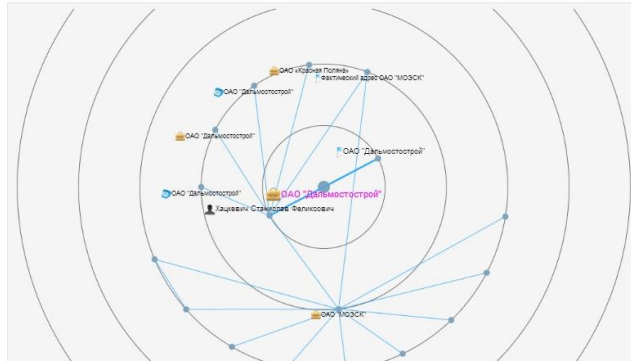 ОАО «Красная Поляна»
Фактический адрес ОАО "МОЭСК"
ОАО "Дальмостострой"
ОАО "Дальмостострой"
ОАО "Дальмостострой"
ОАО "Дальмостострой"
ОАО "Дальмостострой"
Хацкевич Станислав Феликсович
ОАО "МОЭСК"